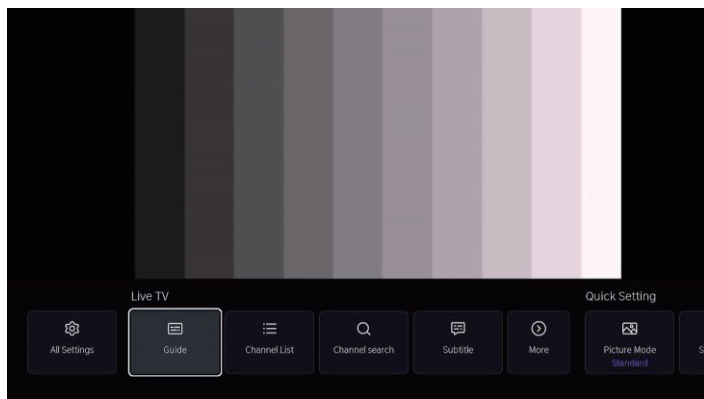 Live TV
Quick Setting
All Settings
Guide
Channel List
Channel search
Subtitle
More
Picture Mode
Standard
S